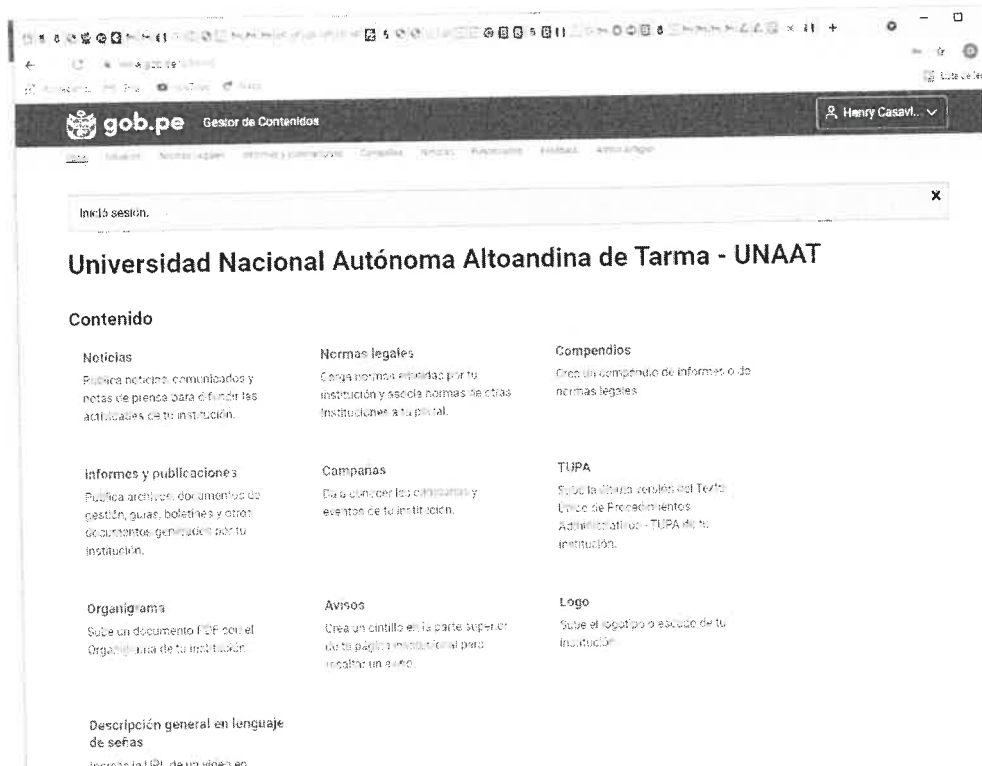 gob.pe Gestor de Contenidos
Henry Casavi...
Inició sesión.
Universidad Nacional Autónoma Altoandina de Tarma - UNAAT
Contenido
Noticias
Publica noticias, comunicados y
notas de prensa para difundir las
actividades de tu institución.
Normas legales
Carga normas emitidas por tu
institución y asocia normas de otras
instituciones a tu portal.
Compendios
Crea un compendio de informes o de
normas legales
Informes y publicaciones
Publica archivos, documentos de
gestión, guías, boletines y otros
documentos generados por tu
institución.
Campañas
Da a conocer las campañas y
eventos de tu institución.
TUPA
Sube la última versión del Texto
Único de Procedimientos
Administrativos - TUPA de tu
institución.
Organigrama
Sube un documento PDF con el
Organigrama de tu institución.
Avisos
Crea un cintillo en la parte superior
de tu página institucional para
resaltar un aviso.
Logo
Sube el logotipo o escudo de tu
institución.
Descripción general en lenguaje
de señas
Ingresa la URL de un video en